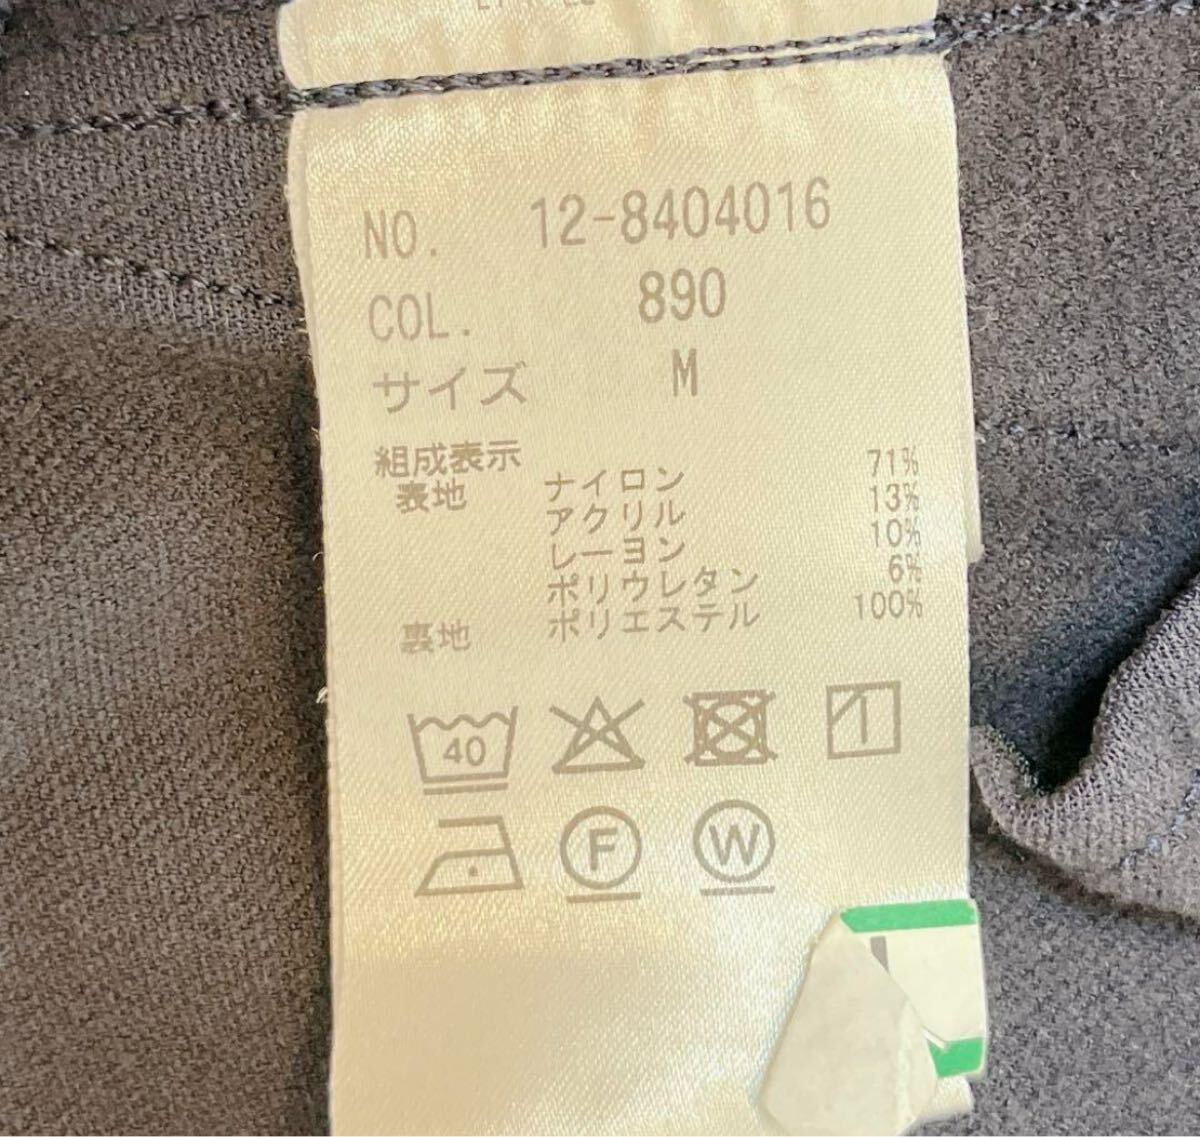 NO. 12-8404016
COL. 890
サイズ M
組成表示
表地 ナイロン 71%
アクリル 13%
レーヨン 10%
ポリウレタン 6%
裏地 ポリエステル 100%
40
F W